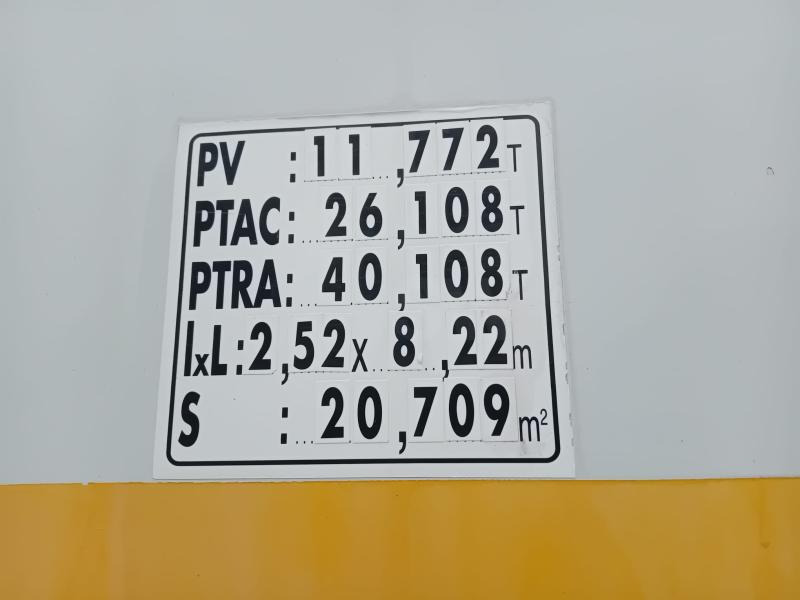 PV : 11,772 T
PTAC: 26,108 T
PTRA: 40,108 T
lxL: 2,52 x 8,22 m
S : 20,709 m²